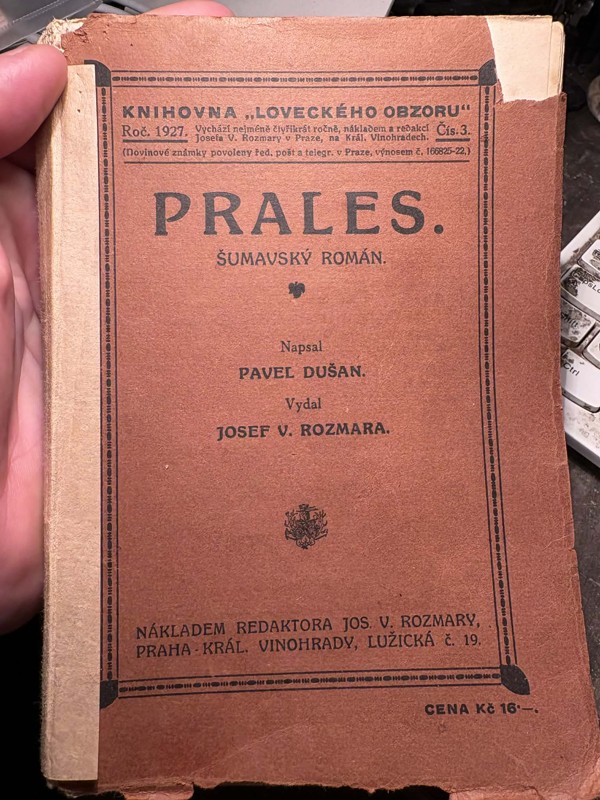 KNIHOVNA „LOVECKÉHO OBZORU"
Roč. 1927. Vychází nejméně čtyřikrát ročně, nákladem a redakcí Čís. 3.
Josefa V. Rozmary v Praze, na Král. Vinohradech.
(Novinové známky povoleny řed. pošt a telegr. v Praze, výnosem č. 166825-22.)
PRALES.
ŠUMAVSKÝ ROMÁN.
Napsal
PAVEL DUŠAN.
Vydal
JOSEF V. ROZMARA.
NÁKLADEM REDAKTORA JOS. V. ROZMARY,
PRAHA-KRÁL. VINOHRADY, LUŽICKÁ č. 19.
CENA Kč 16·—.
Ctrl